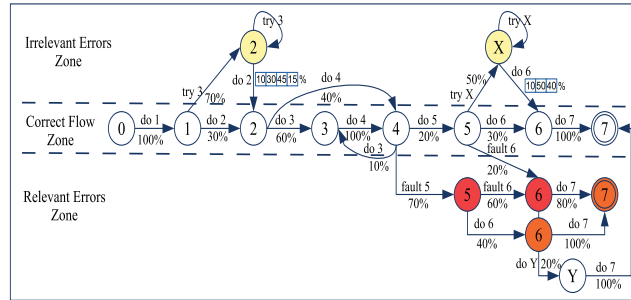 Irrelevant Errors
Zone
try 3
2
try X
X
try 3
70%
do 2
10 30 45 15 %
50%
try X
do 6
10 50 40 %
Correct Flow
Zone
0
do 1
100%
1
do 2
30%
2
do 3
60%
do 4
40%
3
do 4
100%
do 3
10%
4
do 5
20%
5
do 6
30%
6
do 7
100%
7
fault 6
20%
Relevant Errors
Zone
fault 5
70%
5
fault 6
60%
6
do 7
80%
7
do 6
40%
6
do 7
100%
do Y
20%
Y
do 7
100%